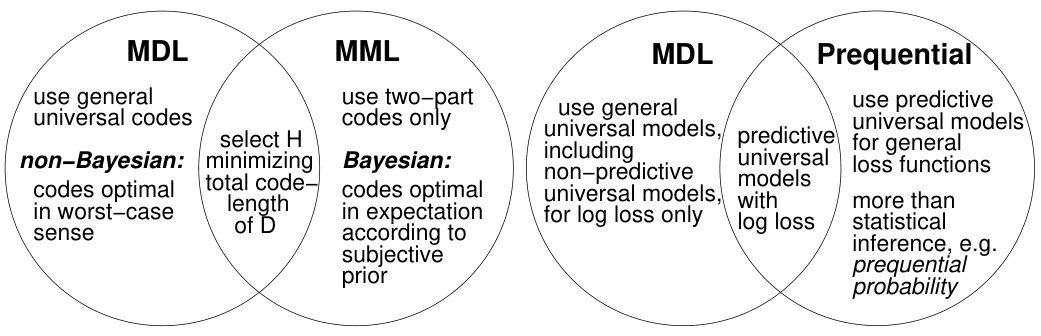 MDL
use general
universal codes
non−Bayesian:
codes optimal
in worst−case
sense
select H
minimizing
total code−
length
of D
MML
use two−part
codes only
Bayesian:
codes optimal
in expectation
according to
subjective
prior
MDL
use general
universal models,
including
non−predictive
universal models,
for log loss only
predictive
universal
models
with
log loss
Prequential
use predictive
universal models
for general
loss functions
more than
statistical
inference, e.g.
prequential
probability